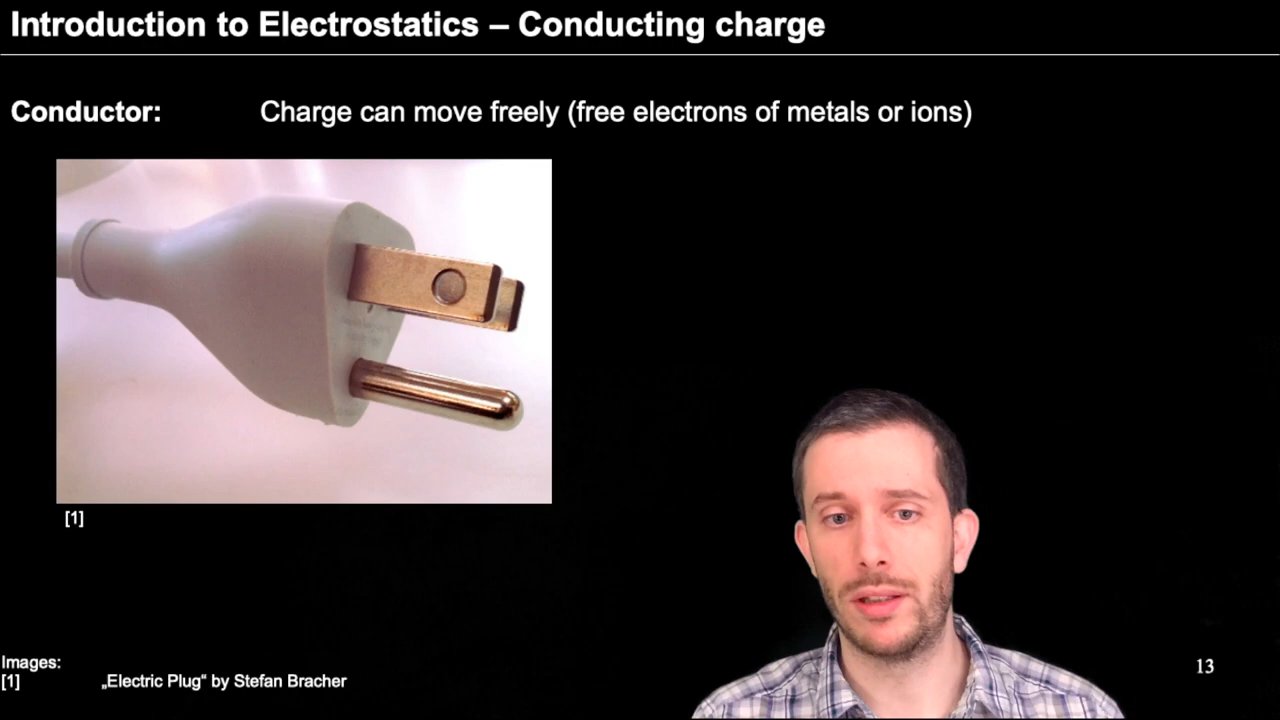 Introduction to Electrostatics – Conducting charge
Conductor: Charge can move freely (free electrons of metals or ions)
[1]
Images:
[1] „Electric Plug“ by Stefan Bracher
13